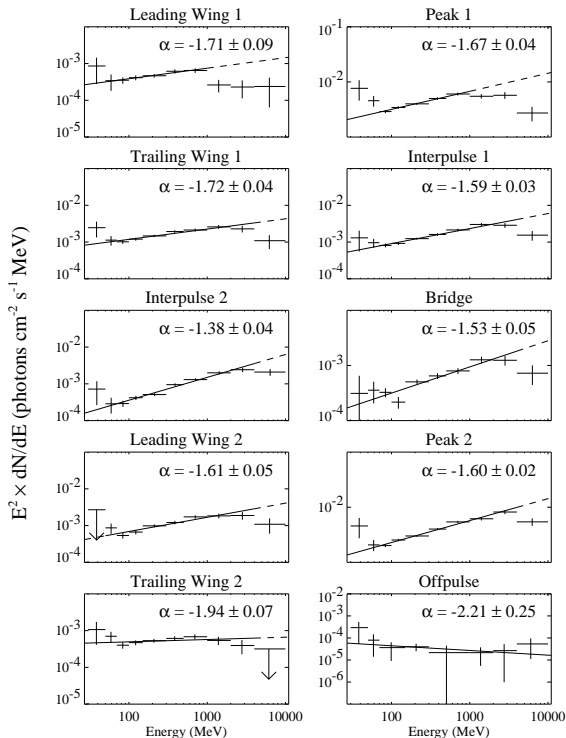 Leading Wing 1
α = -1.71 ± 0.09
10⁻³
10⁻⁴
10⁻⁵
Peak 1
α = -1.67 ± 0.04
10⁻¹
10⁻²
Trailing Wing 1
α = -1.72 ± 0.04
10⁻²
10⁻³
10⁻⁴
Interpulse 1
α = -1.59 ± 0.03
10⁻²
10⁻³
10⁻⁴
Interpulse 2
α = -1.38 ± 0.04
10⁻²
10⁻³
10⁻⁴
Bridge
α = -1.53 ± 0.05
10⁻³
10⁻⁴
Leading Wing 2
α = -1.61 ± 0.05
10⁻²
10⁻³
10⁻⁴
Peak 2
α = -1.60 ± 0.02
10⁻²
Trailing Wing 2
α = -1.94 ± 0.07
10⁻³
10⁻⁴
10⁻⁵
Offpulse
α = -2.21 ± 0.25
10⁻²
10⁻³
10⁻⁴
10⁻⁵
10⁻⁶
E² × dN/dE (photons cm⁻² s⁻¹ MeV)
100 1000 10000
Energy (MeV)
100 1000 10000
Energy (MeV)